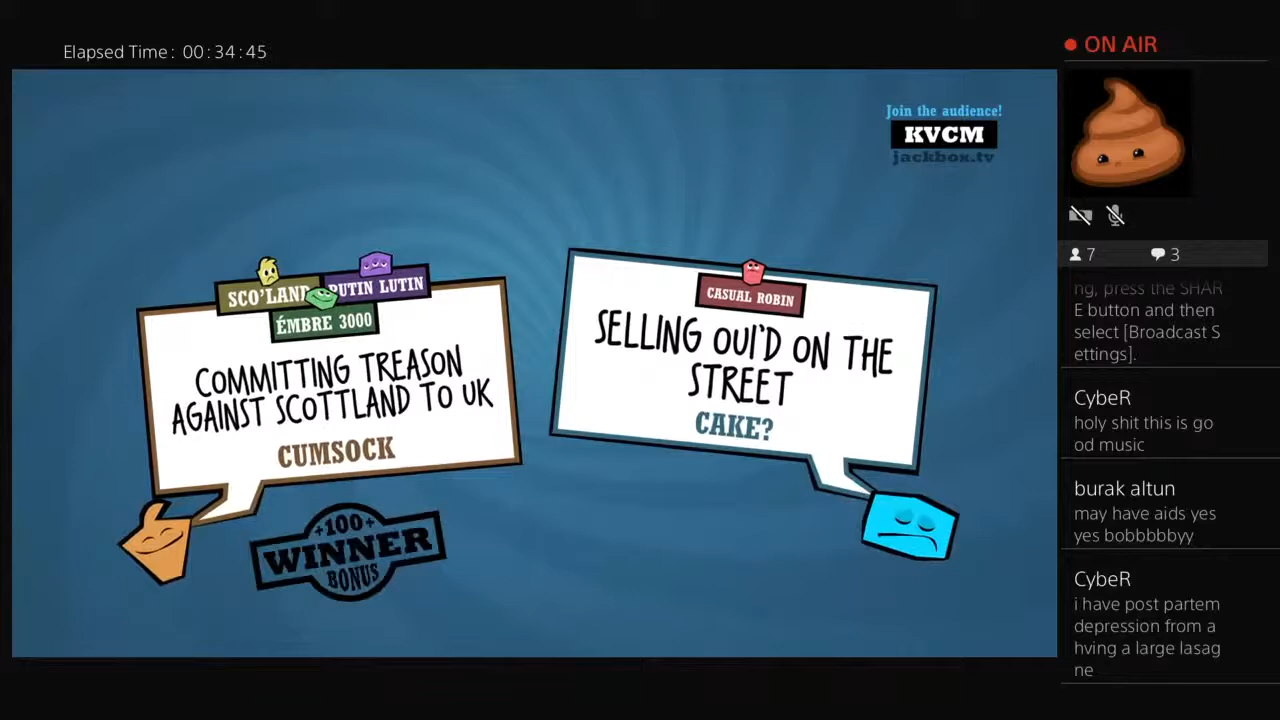 Elapsed Time: 00:34:45
ON AIR
Join the audience!
KVCM
jackbox.tv
7
3
SCO'LAND
PUTIN LUTIN
ÉMBRE 3000
COMMITTING TREASON
AGAINST SCOTTLAND TO UK
CUMSOCK
+100+
WINNER
BONUS
CASUAL ROBIN
SELLING OUI'D ON THE
STREET
CAKE?
ng, press the SHAR
E button and then
select [Broadcast S
ettings].
CybeR
holy shit this is go
od music
burak altun
may have aids yes
yes bobbbbbyy
CybeR
i have post partem
depression from a
hving a large lasag
ne